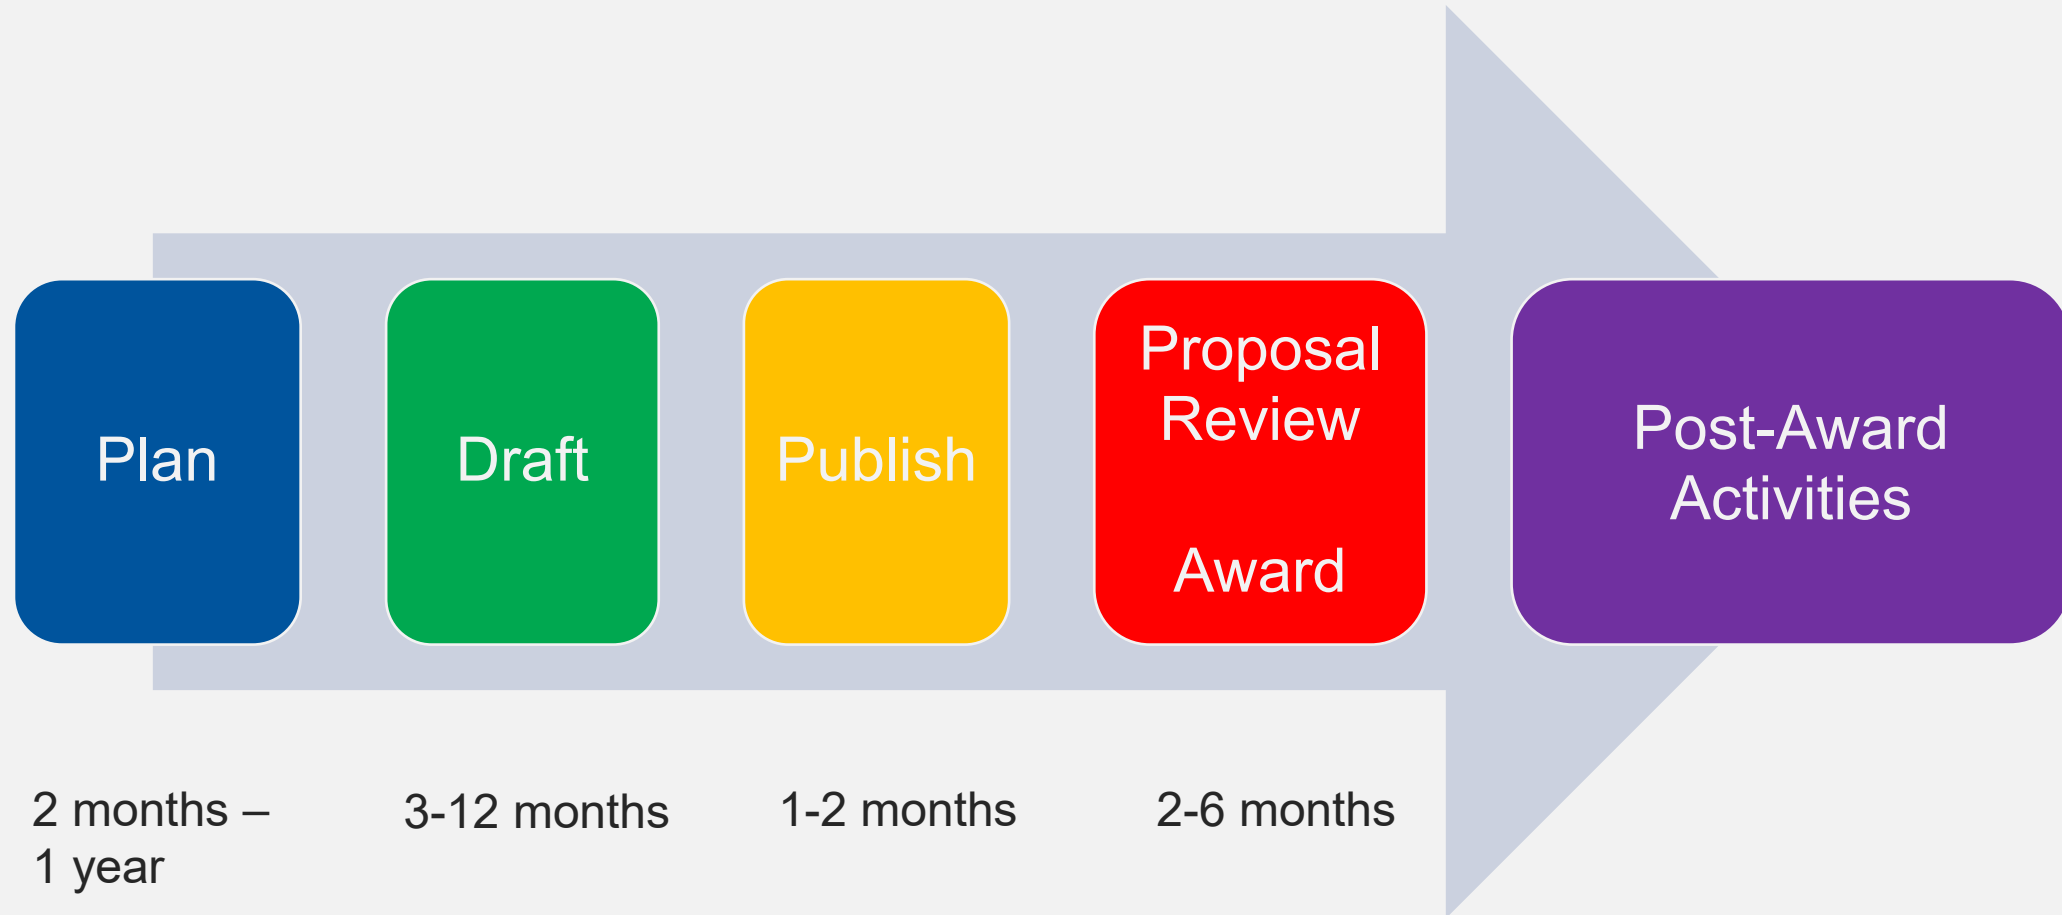 Plan
Draft
Publish
Proposal
Review
Award
Post-Award
Activities
2 months –
1 year
3-12 months
1-2 months
2-6 months